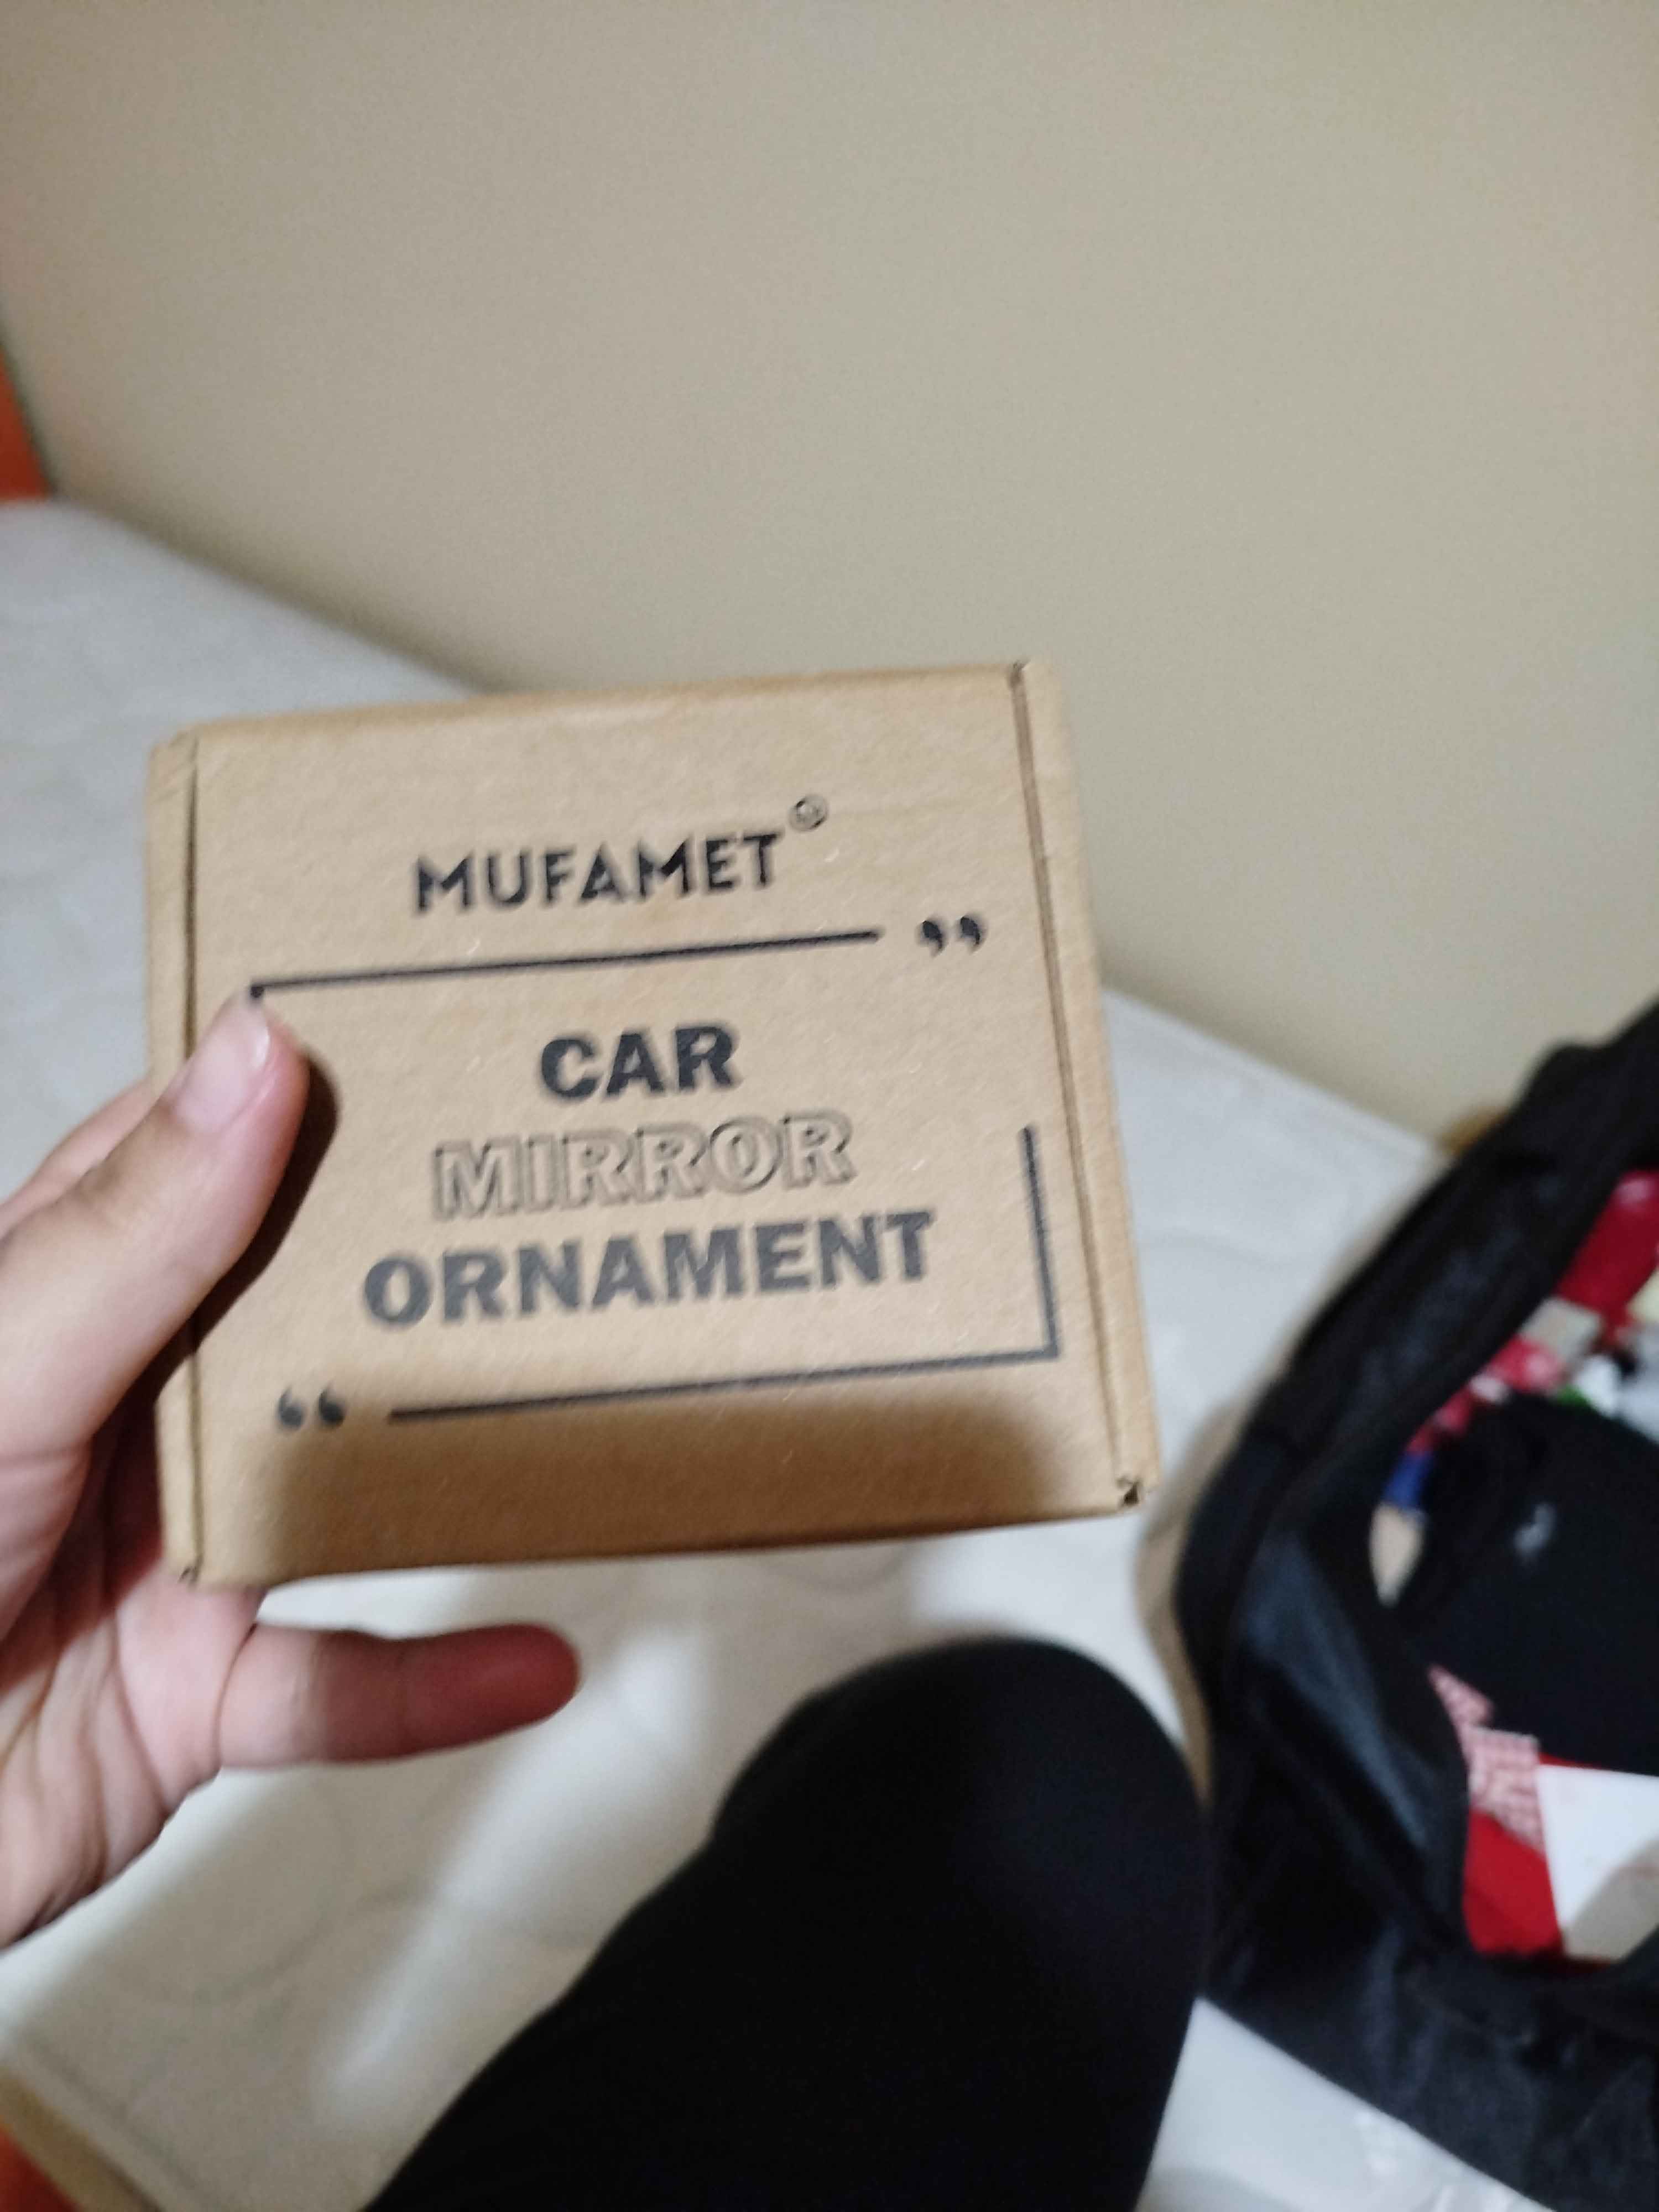 MUFAMET®
”
CAR
MIRROR
ORNAMENT
“